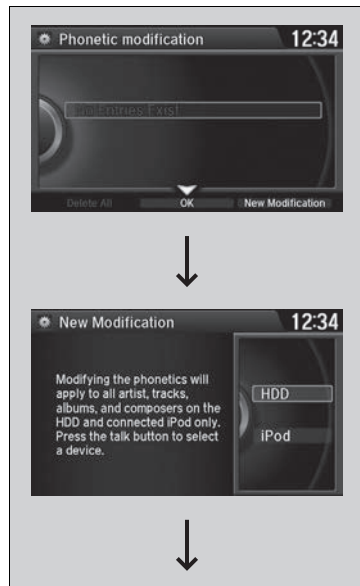 Phonetic modification 12:34
No Entries Exist
Delete All OK New Modification
New Modification 12:34
Modifying the phonetics will
apply to all artist, tracks,
albums, and composers on the
HDD and connected iPod only.
Press the talk button to select
a device.
HDD
iPod